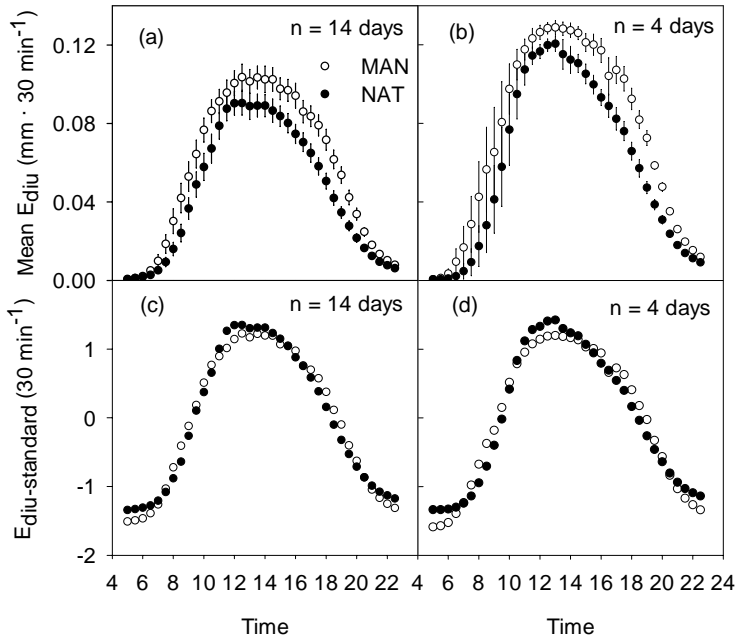 (a) n = 14 days
MAN
NAT
(b) n = 4 days
Mean Ediu (mm · 30 min⁻¹)
0.12
0.08
0.04
0.00
(c) n = 14 days
(d) n = 4 days
Ediu-standard (30 min⁻¹)
1
0
-1
-2
4 6 8 10 12 14 16 18 20 22 4 6 8 10 12 14 16 18 20 22 24
Time Time